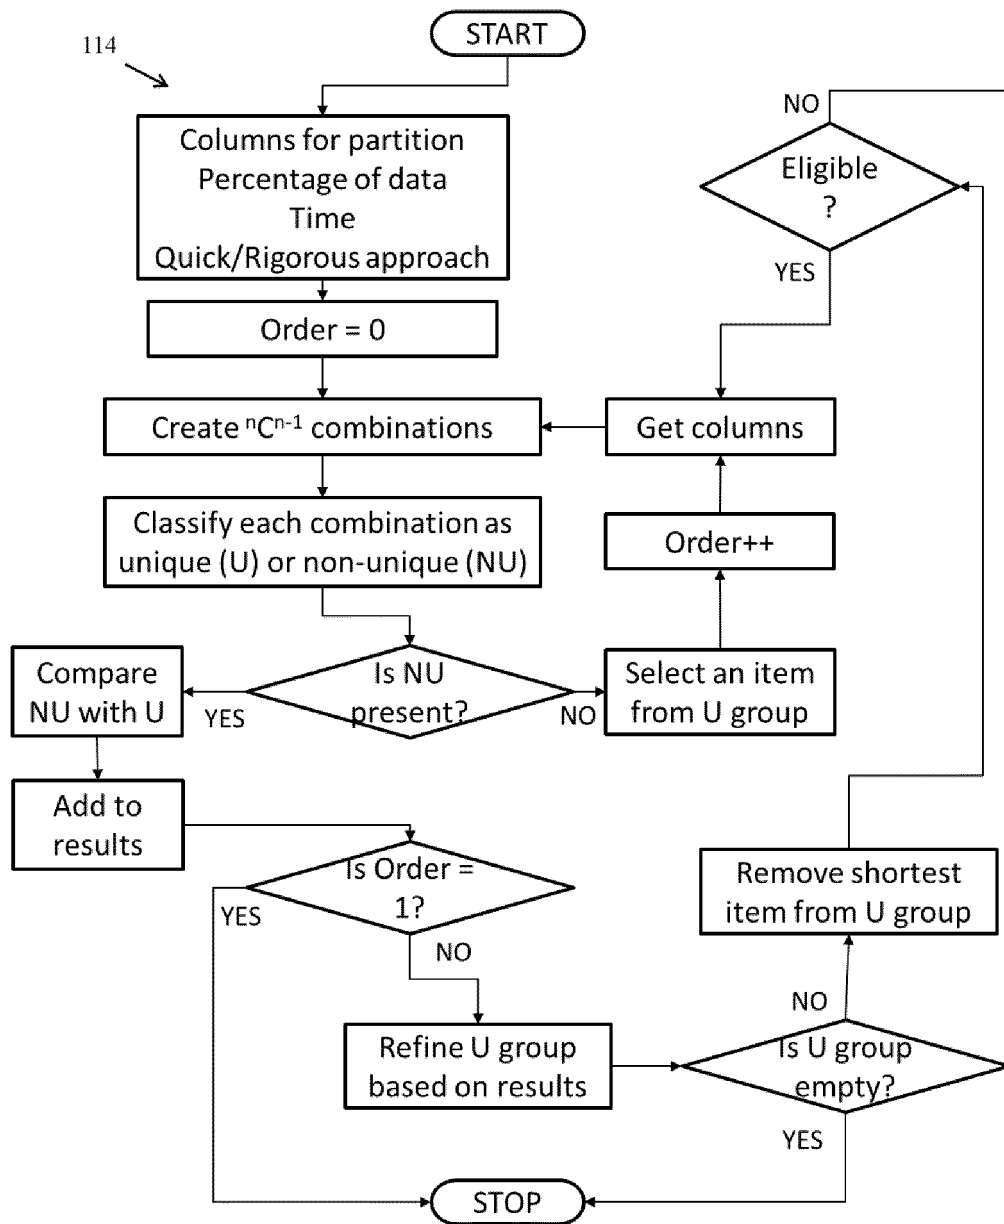 START
114
Columns for partition
Percentage of data
Time
Quick/Rigorous approach
Order = 0
Create ⁿCⁿ⁻¹ combinations
Classify each combination as
unique (U) or non-unique (NU)
Is NU
present?
YES
NO
Compare
NU with U
Add to
results
Select an item
from U group
Order++
Get columns
Eligible
?
NO
YES
Is Order =
1?
YES
NO
Refine U group
based on results
Is U group
empty?
NO
YES
Remove shortest
item from U group
STOP